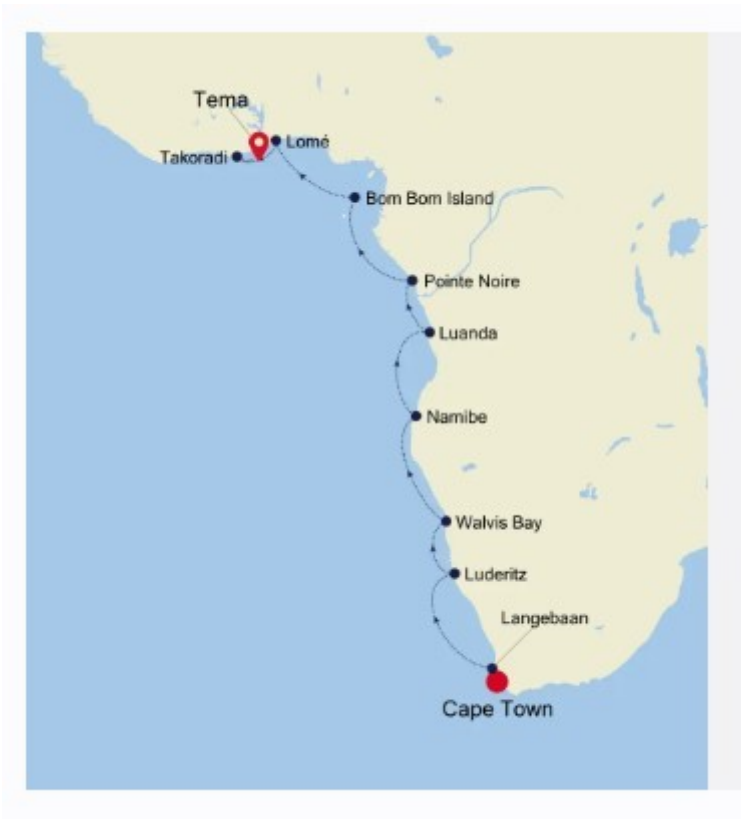 Tema
Lomé
Takoradi
Bom Bom Island
Pointe Noire
Luanda
Namibe
Walvis Bay
Luderitz
Langebaan
Cape Town